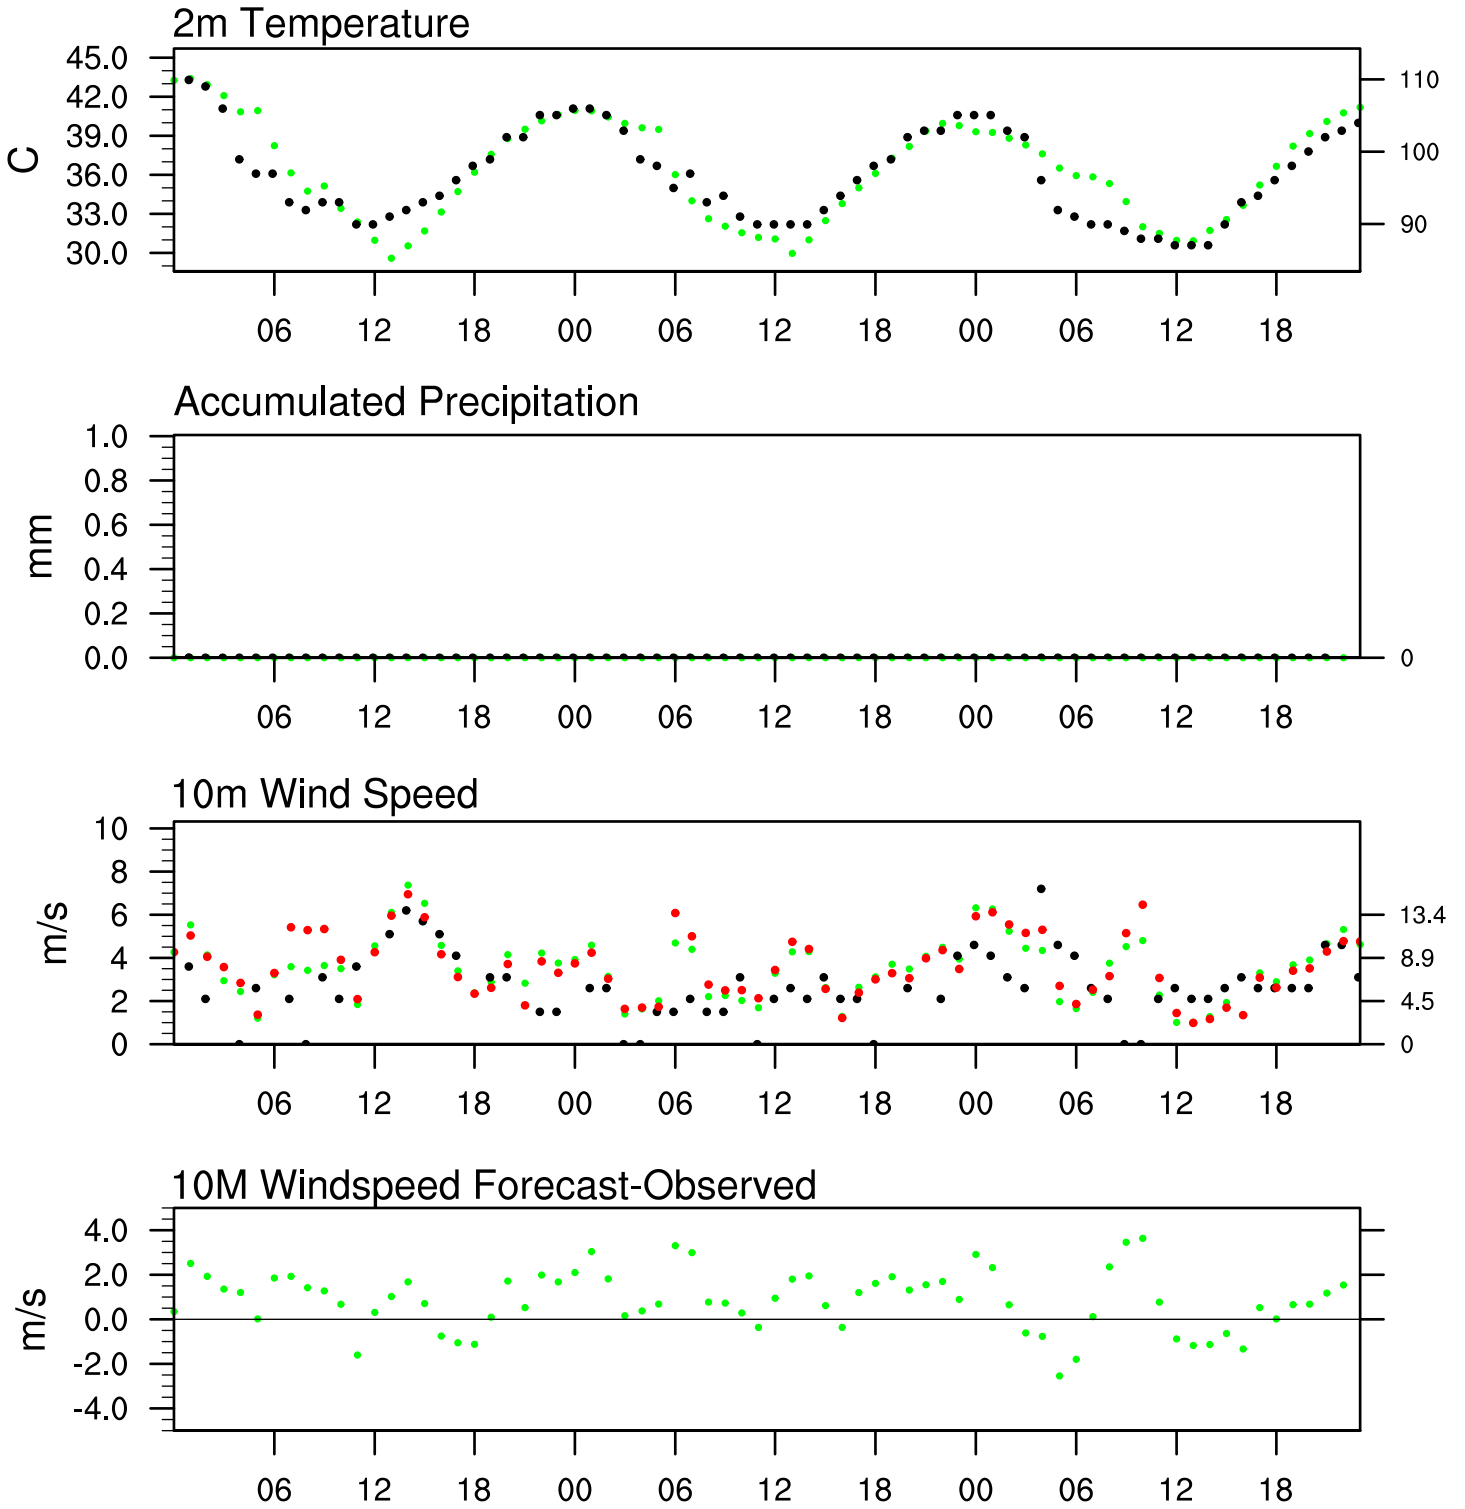 2m Temperature
45.0
42.0
39.0
36.0
33.0
30.0
C
110
100
90
06 12 18 00 06 12 18 00 06 12 18
Accumulated Precipitation
1.0
0.8
0.6
0.4
0.2
0.0
mm
0
06 12 18 00 06 12 18 00 06 12 18
10m Wind Speed
10
8
6
4
2
0
m/s
13.4
8.9
4.5
0
06 12 18 00 06 12 18 00 06 12 18
10M Windspeed Forecast-Observed
4.0
2.0
0.0
-2.0
-4.0
m/s
06 12 18 00 06 12 18 00 06 12 18